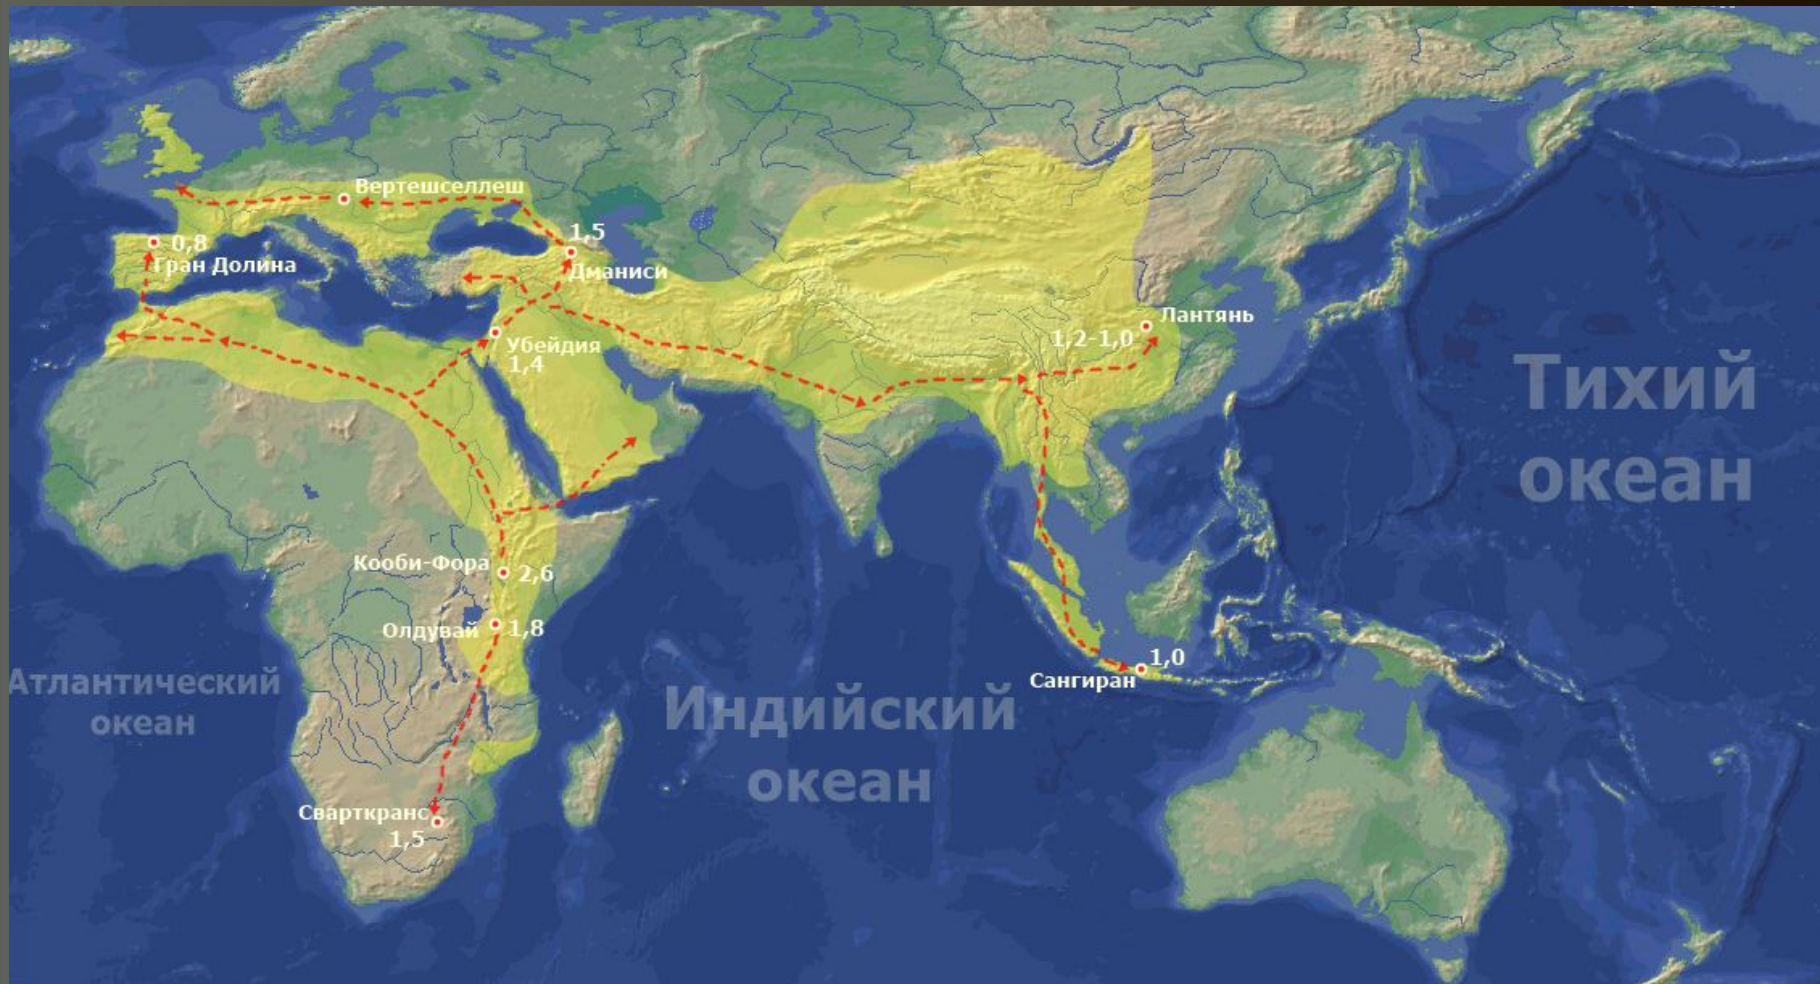 Вертешселлеш
1,5
0,8
Гран Долина
Дманиси
Лантянь
1,2-1,0
Убейдия
1,4
Тихий
океан
Кооби-Фора
2,6
Олдувай
1,8
1,0
Сангиран
Атлантический
океан
Индийский
океан
Сварткранс
1,5